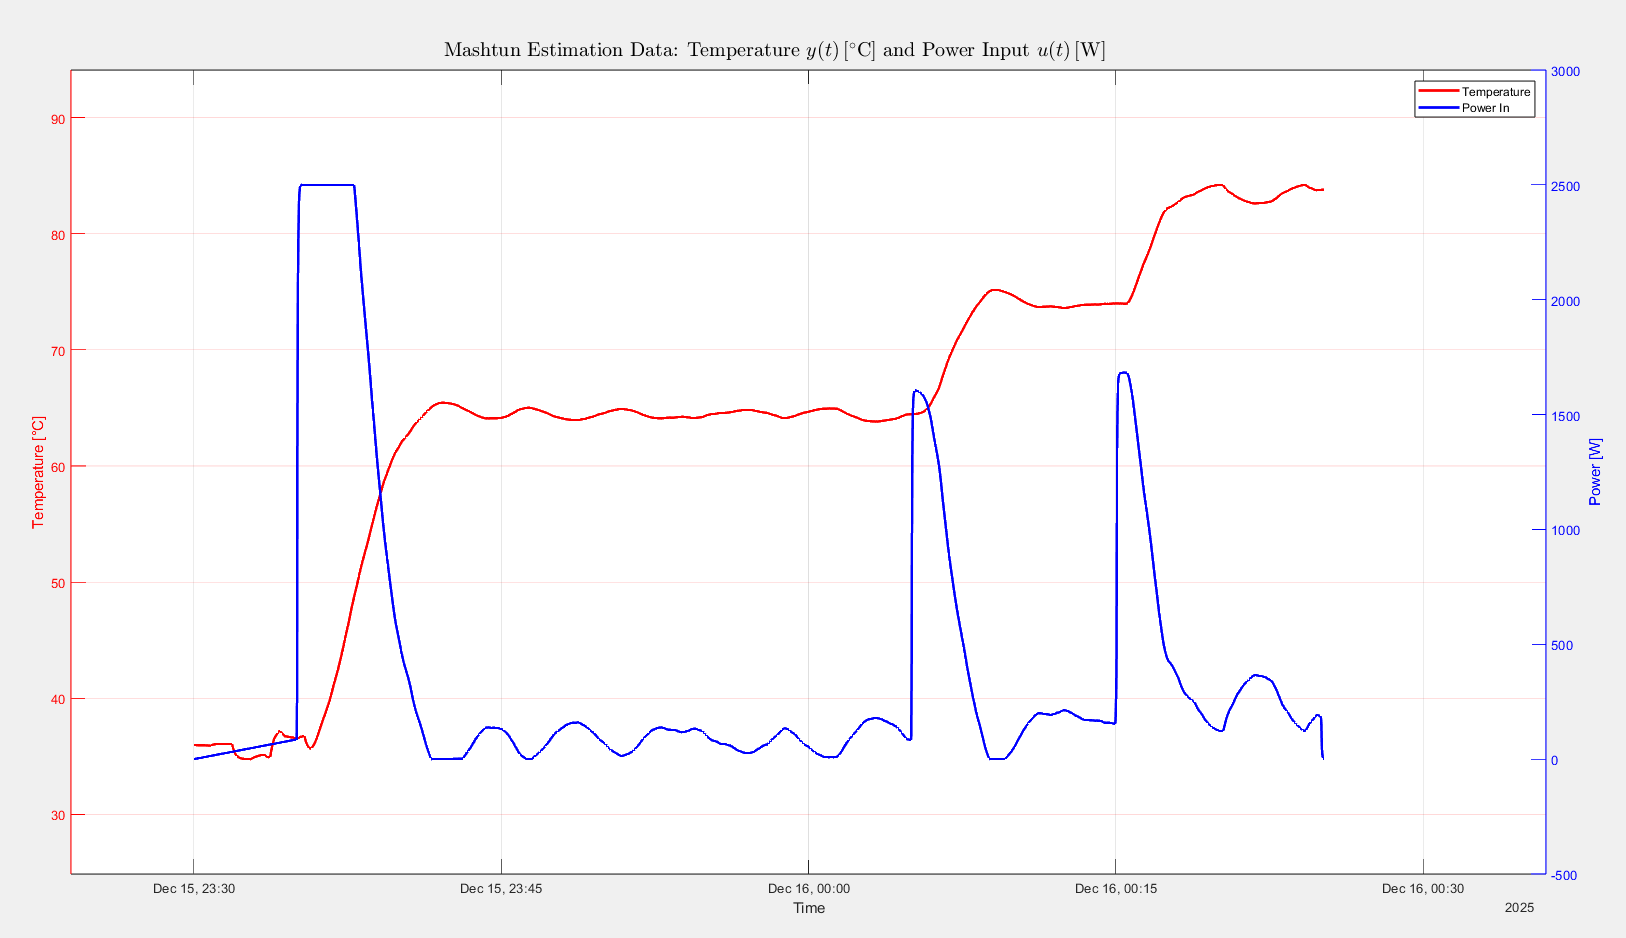 Mashtun Estimation Data: Temperature y(t) [°C] and Power Input u(t) [W]
Temperature
Power In
90
80
70
60
50
40
30
Temperature [°C]
3000
2500
2000
1500
1000
500
0
-500
Power [W]
Dec 15, 23:30
Dec 15, 23:45
Dec 16, 00:00
Dec 16, 00:15
Dec 16, 00:30
Time
2025